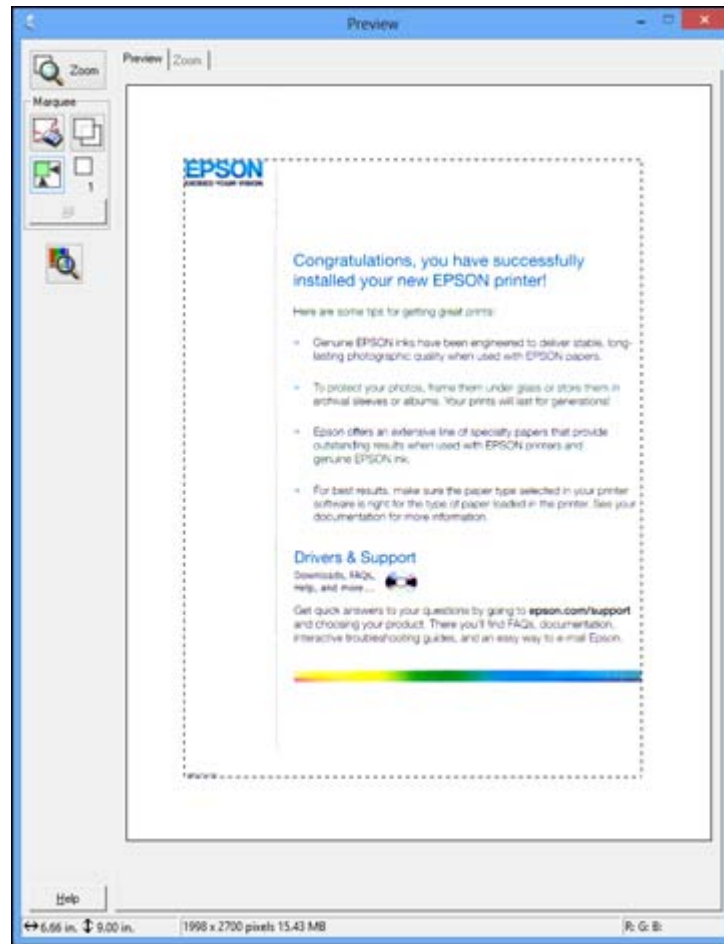 Preview
Zoom
Preview Zoom
Marquee
1
EPSON
EXCEED YOUR VISION
Congratulations, you have successfully
installed your new EPSON printer!
Here are some tips for getting great prints:
- Genuine EPSON inks have been engineered to deliver stable, long-
lasting photographic quality when used with EPSON papers.
- To protect your photos, frame them under glass or store them in
archival sleeves or albums. Your prints will last for generations!
- Epson offers an extensive line of specialty papers that provide
outstanding results when used with EPSON printers and
genuine EPSON ink.
- For best results, make sure the paper type selected in your printer
software is right for the type of paper loaded in the printer. See your
documentation for more information.
Drivers & Support
Downloads, FAQs,
Help, and more...
Get quick answers to your questions by going to epson.com/support
and choosing your product. There you'll find FAQs, documentation,
interactive troubleshooting guides, and an easy way to e-mail Epson.
Help
6.66 in. 9.00 in. 1998 x 2700 pixels 15.43 MB R: G: B: